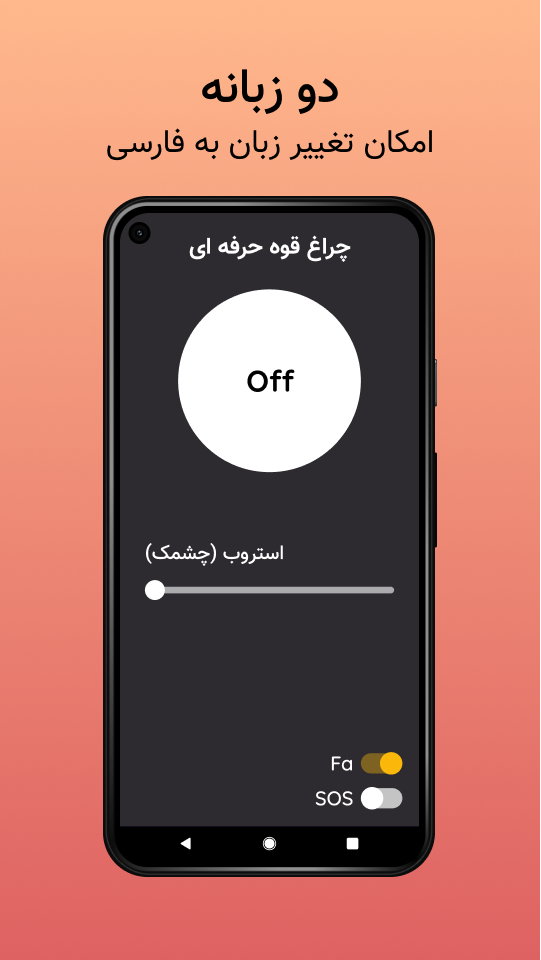 دو زبانه
امکان تغییر زبان به فارسی
چراغ قوه حرفه ای
Off
استروب (چشمک)
Fa
SOS